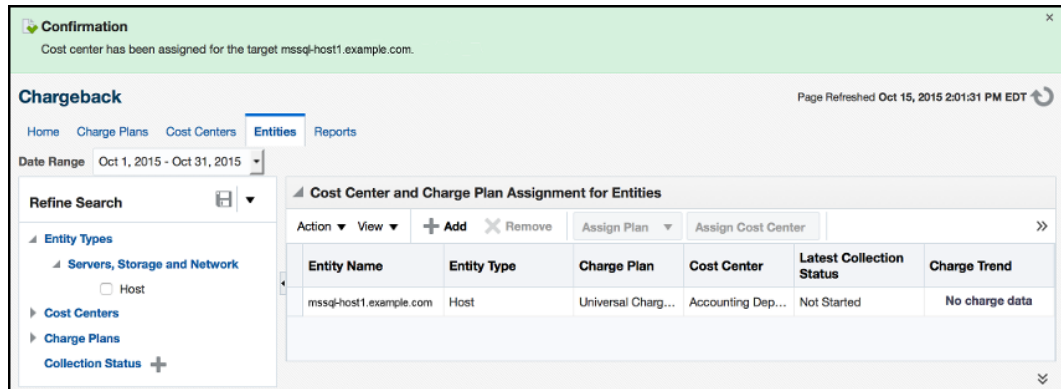 Confirmation
Cost center has been assigned for the target mssql-host1.example.com.
Chargeback
Page Refreshed Oct 15, 2015 2:01:31 PM EDT
Home Charge Plans Cost Centers Entities Reports
Date Range Oct 1, 2015 - Oct 31, 2015
Refine Search
Entity Types
Servers, Storage and Network
Host
Cost Centers
Charge Plans
Collection Status
Cost Center and Charge Plan Assignment for Entities
Action View Add Remove Assign Plan Assign Cost Center
Entity Name Entity Type Charge Plan Cost Center Latest Collection Status Charge Trend
mssql-host1.example.com Host Universal Charg... Accounting Dep... Not Started No charge data